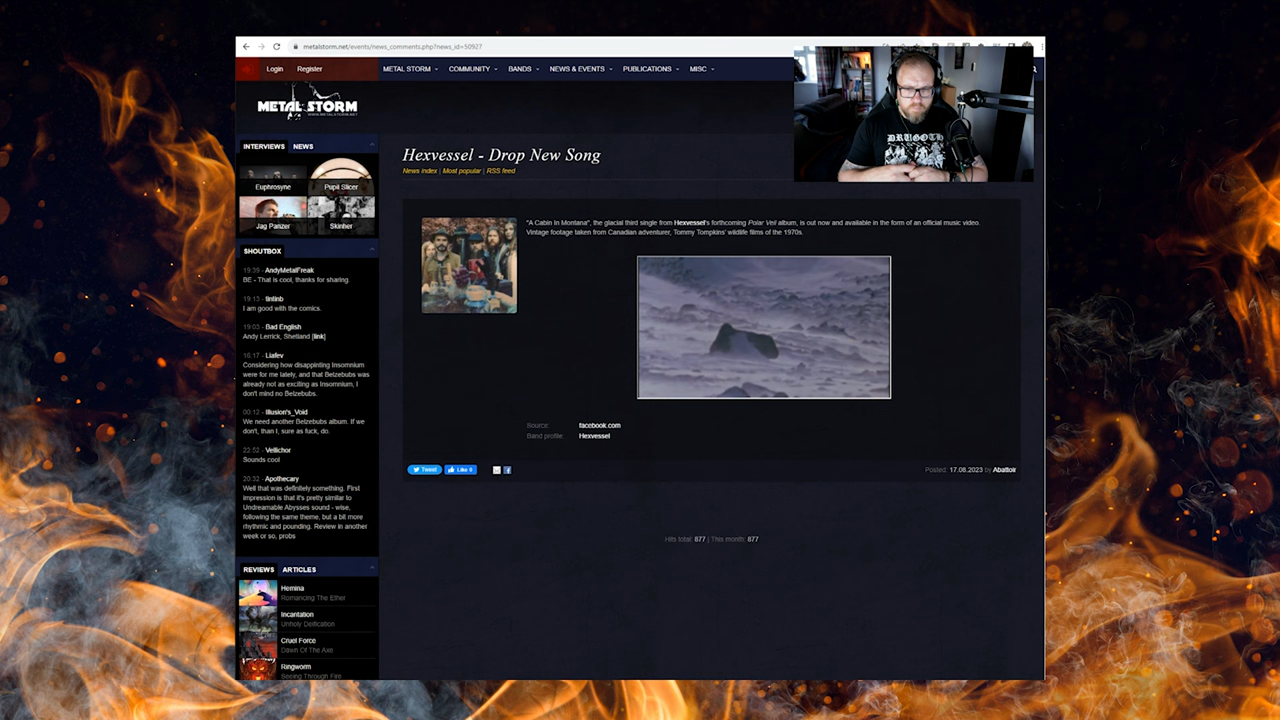 metalstorm.net/events/news_comments.php?news_id=50927
Login Register
METAL STORM COMMUNITY BANDS NEWS & EVENTS PUBLICATIONS MISC
METAL STORM
WWW.METALSTORM.NET
INTERVIEWS NEWS
Euphrosyne Pupil Slicer
Jag Panzer Skinher
SHOUTBOX
19:39 - AndyMetalFreak
BE - That is cool, thanks for sharing.
19:15 - tintinb
I am good with the comics.
19:05 - Bad English
Andy Lerrick, Shetland [link]
16:17 - Liafev
Considering how disappinting Insomnium
were for me lately, and that Belzebubs was
already not as exciting as Insomnium, I
don't mind no Belzebubs.
00:12 - Illusion's_Void
We need another Belzebubs album. If we
don't, than I, sure as fuck, do.
22:52 - Vellichor
Sounds cool
20:32 - Apothecary
Well that was definitely something. First
impression is that it's pretty similar to
Undreamable Abysses sound - wise,
following the same theme, but a bit more
rhythmic and pounding. Review in another
week or so, probs
REVIEWS ARTICLES
Hemina
Romancing The Ether
Incantation
Unholy Deification
Cruel Force
Dawn Of The Axe
Ringworm
Seeing Through Fire
Hexvessel - Drop New Song
News index | Most popular | RSS feed
"A Cabin In Montana", the glacial third single from Hexvessel's forthcoming Polar Veil album, is out now and available in the form of an official music video.
Vintage footage taken from Canadian adventurer, Tommy Tompkins' wildlife films of the 1970s.
Source: facebook.com
Band profile: Hexvessel
Tweet Like 0
Posted: 17.08.2023 by Abattoir
Hits total: 877 | This month: 877
DRUGOTH